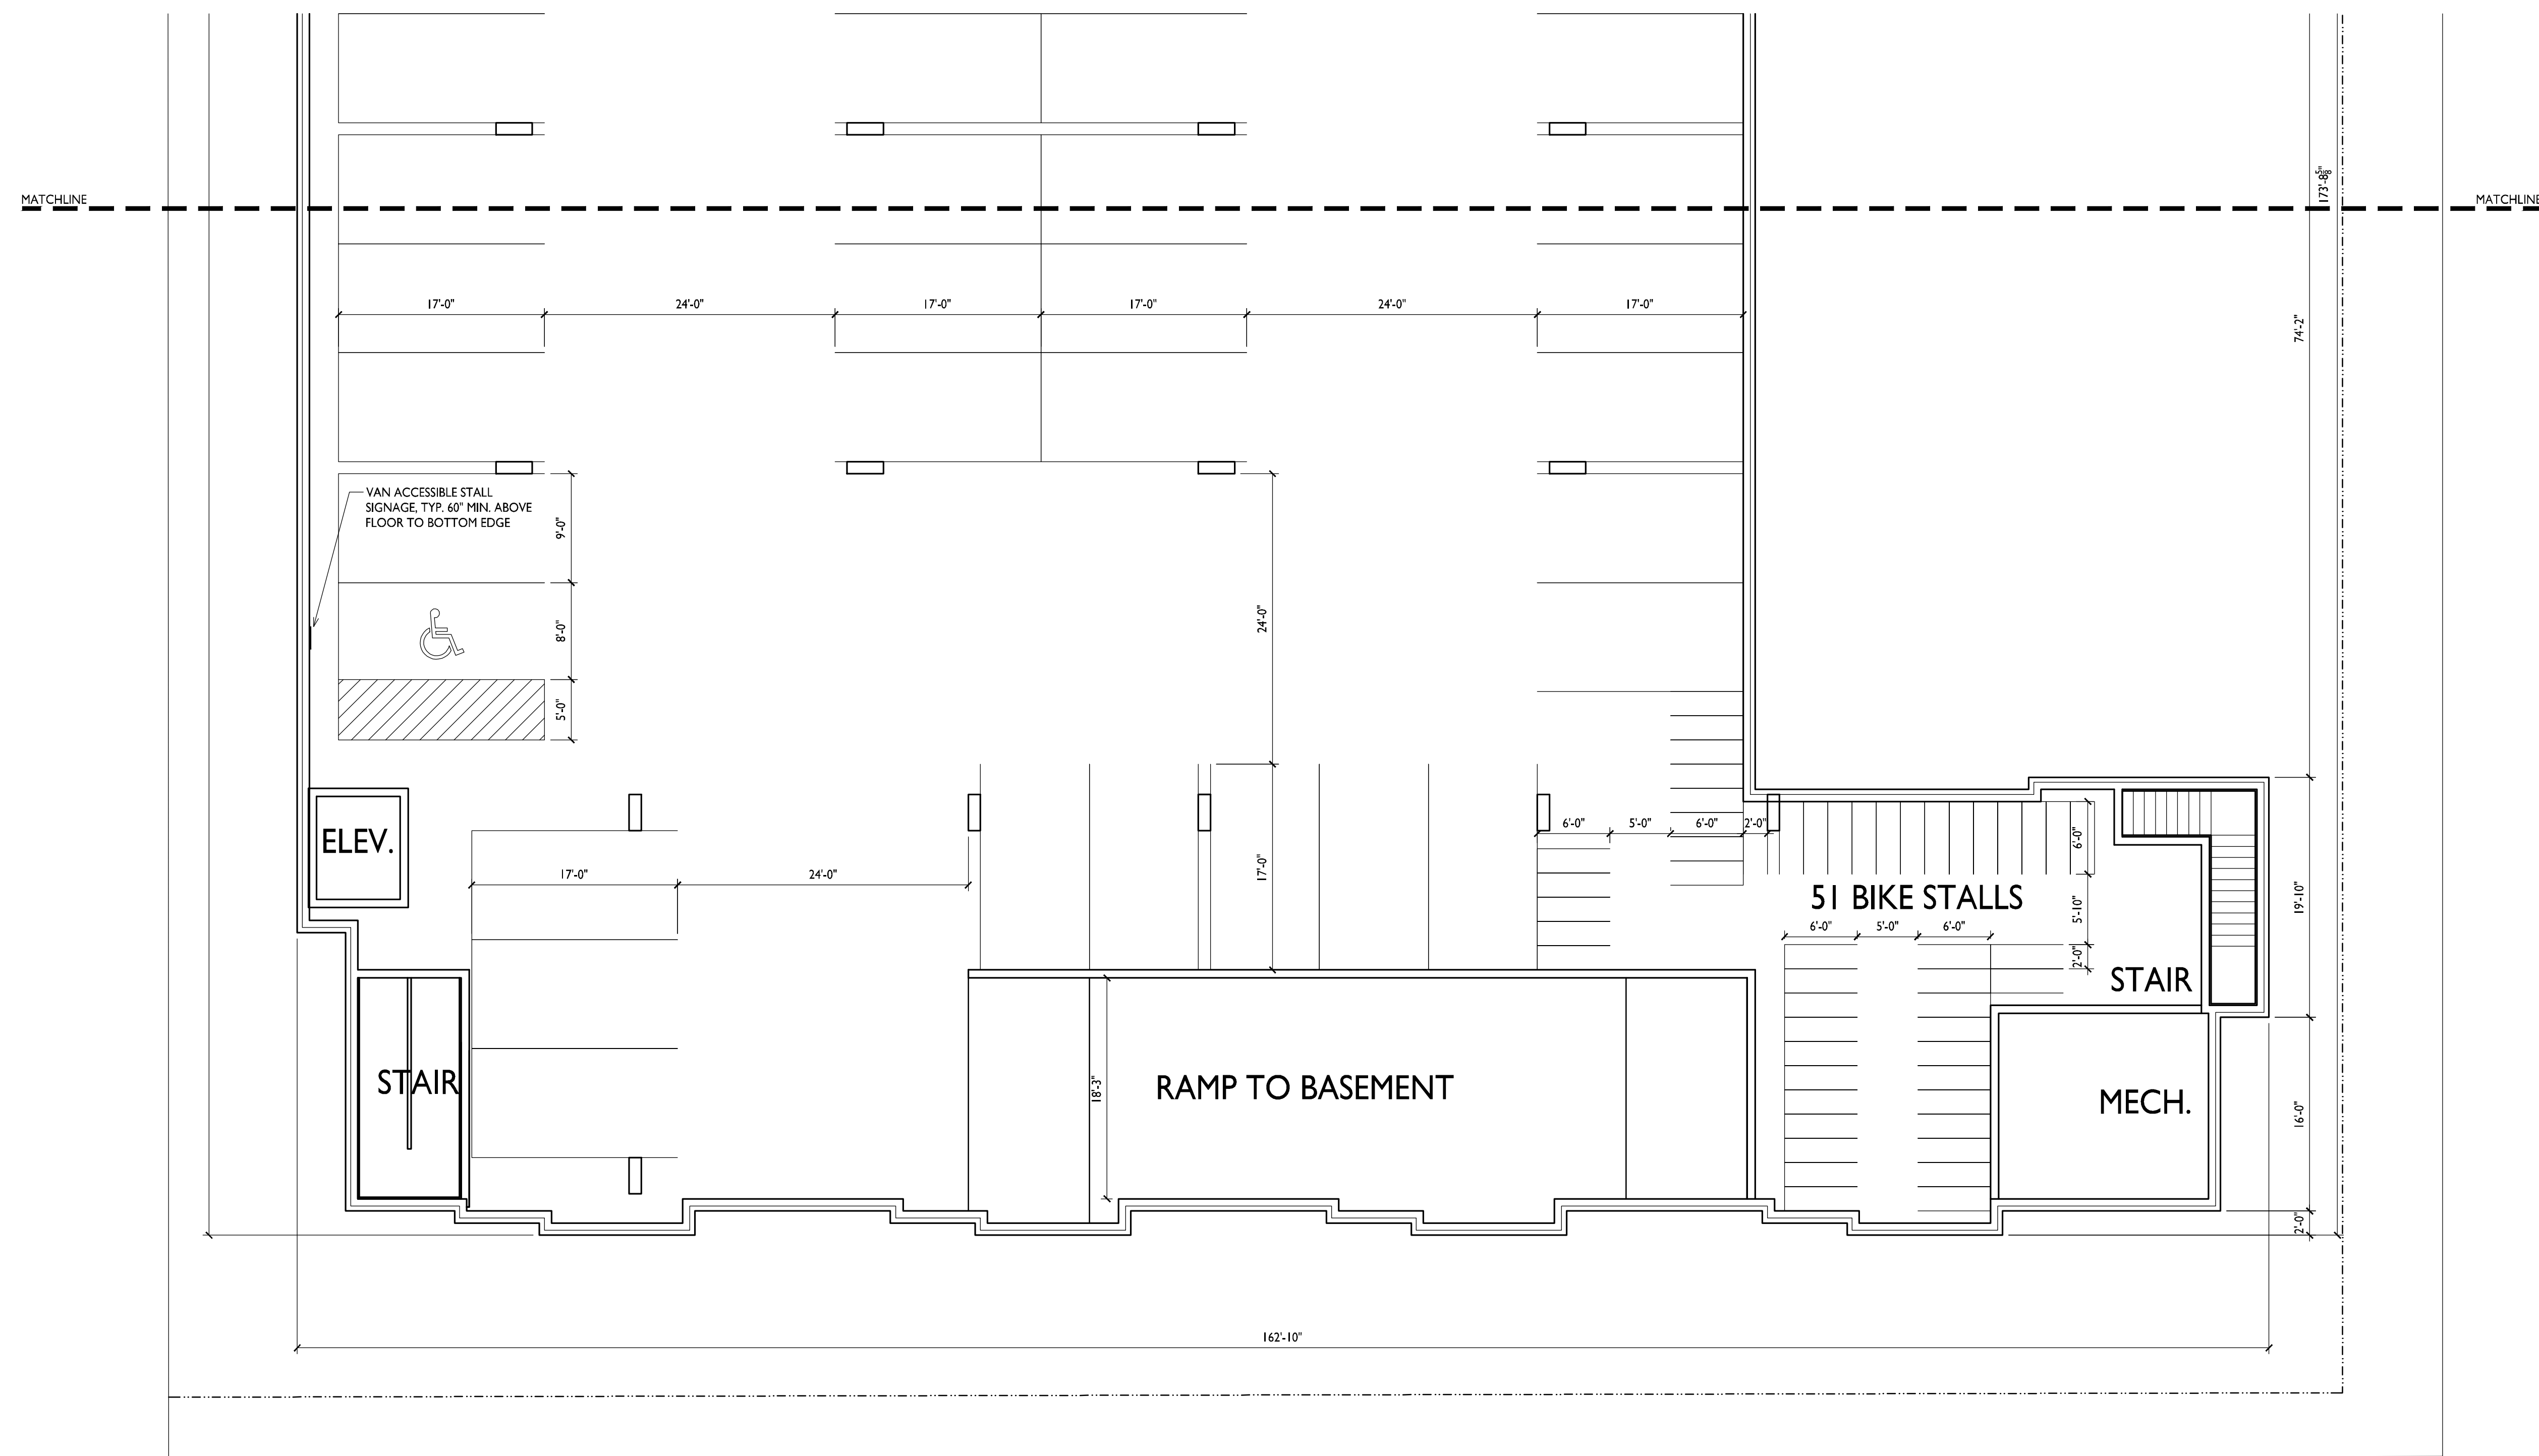 MATCHLINE
MATCHLINE
173'-8 5/8"
17'-0"
24'-0"
17'-0"
17'-0"
24'-0"
17'-0"
74'-2"
VAN ACCESSIBLE STALL
SIGNAGE, TYP. 60" MIN. ABOVE
FLOOR TO BOTTOM EDGE
9'-0"
8'-0"
5'-0"
24'-0"
17'-0"
ELEV.
17'-0"
24'-0"
6'-0"
5'-0"
6'-0"
2'-0"
6'-0"
51 BIKE STALLS
5'-10"
19'-10"
6'-0"
5'-0"
6'-0"
2'-0"
STAIR
STAIR
18'-3"
RAMP TO BASEMENT
MECH.
16'-0"
2'-0"
162'-10"